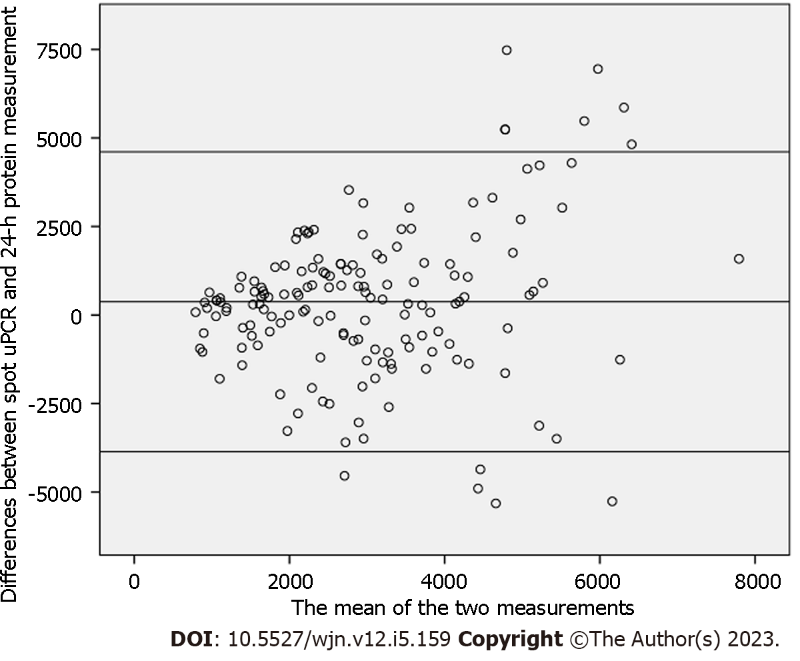 Differences between spot uPCR and 24-h protein measurement
7500
5000
2500
0
-2500
-5000
0 2000 4000 6000 8000
The mean of the two measurements
DOI: 10.5527/wjn.v12.i5.159 Copyright ©The Author(s) 2023.